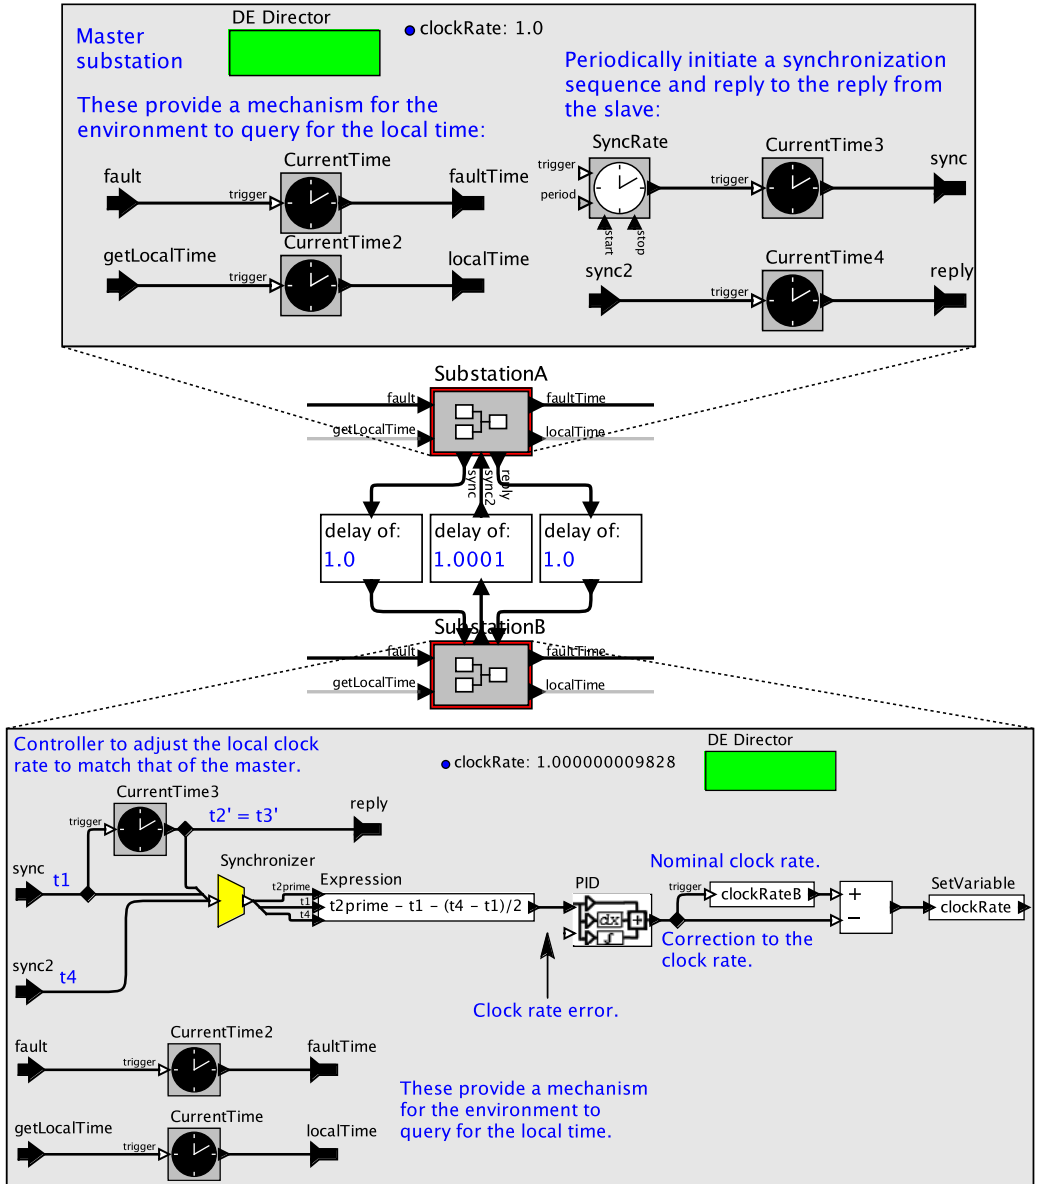 DE Director
clockRate: 1.0
Master
substation
Periodically initiate a synchronization
sequence and reply to the reply from
the slave:
These provide a mechanism for the
environment to query for the local time:
fault
trigger
CurrentTime
faultTime
getLocalTime
trigger
CurrentTime2
localTime
SyncRate
trigger
period
start
stop
trigger
CurrentTime3
sync
sync2
trigger
CurrentTime4
reply
SubstationA
fault
faultTime
getLocalTime
localTime
sync
sync2
reply
delay of:
1.0
delay of:
1.0001
delay of:
1.0
SubstationB
fault
faultTime
getLocalTime
localTime
Controller to adjust the local clock
rate to match that of the master.
clockRate: 1.000000009828
DE Director
CurrentTime3
trigger
t2' = t3'
reply
sync
t1
Synchronizer
t2prime
t1
t4
Expression
t2prime - t1 - (t4 - t1)/2
PID
dx
Clock rate error.
Nominal clock rate.
trigger
clockRateB
Correction to the
clock rate.
SetVariable
clockRate
sync2
t4
fault
trigger
CurrentTime2
faultTime
getLocalTime
trigger
CurrentTime
localTime
These provide a mechanism
for the environment to
query for the local time.